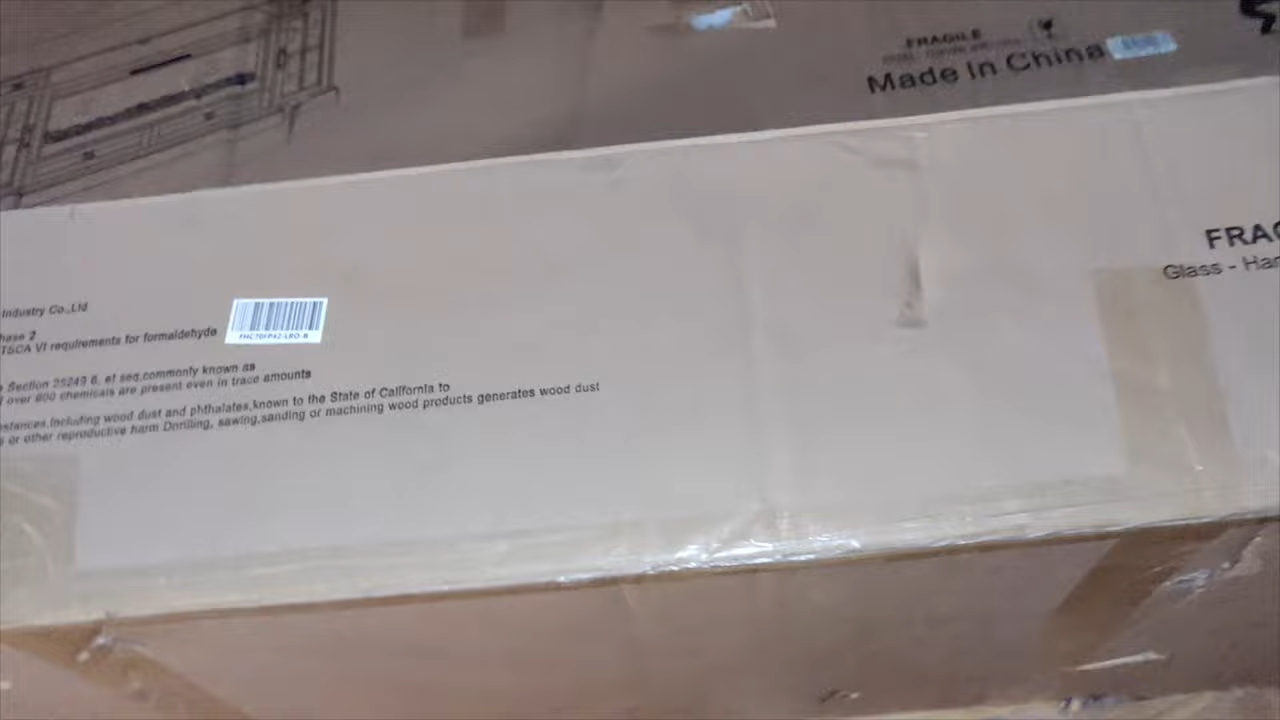 FRAGILE
Made In China
FRAG
Glass - Han
Industry Co.,Ltd
hase 2
TSCA VI requirements for formaldehyde
FHC70FP42-LRO-B
Section 25249 6, et seq,commonly known as
over 800 chemicals are present even in trace amounts
stances,including wood dust and phthalates,known to the State of California to
s or other reproductive harm Dnrilling, sawing,sanding or machining wood products generates wood dust